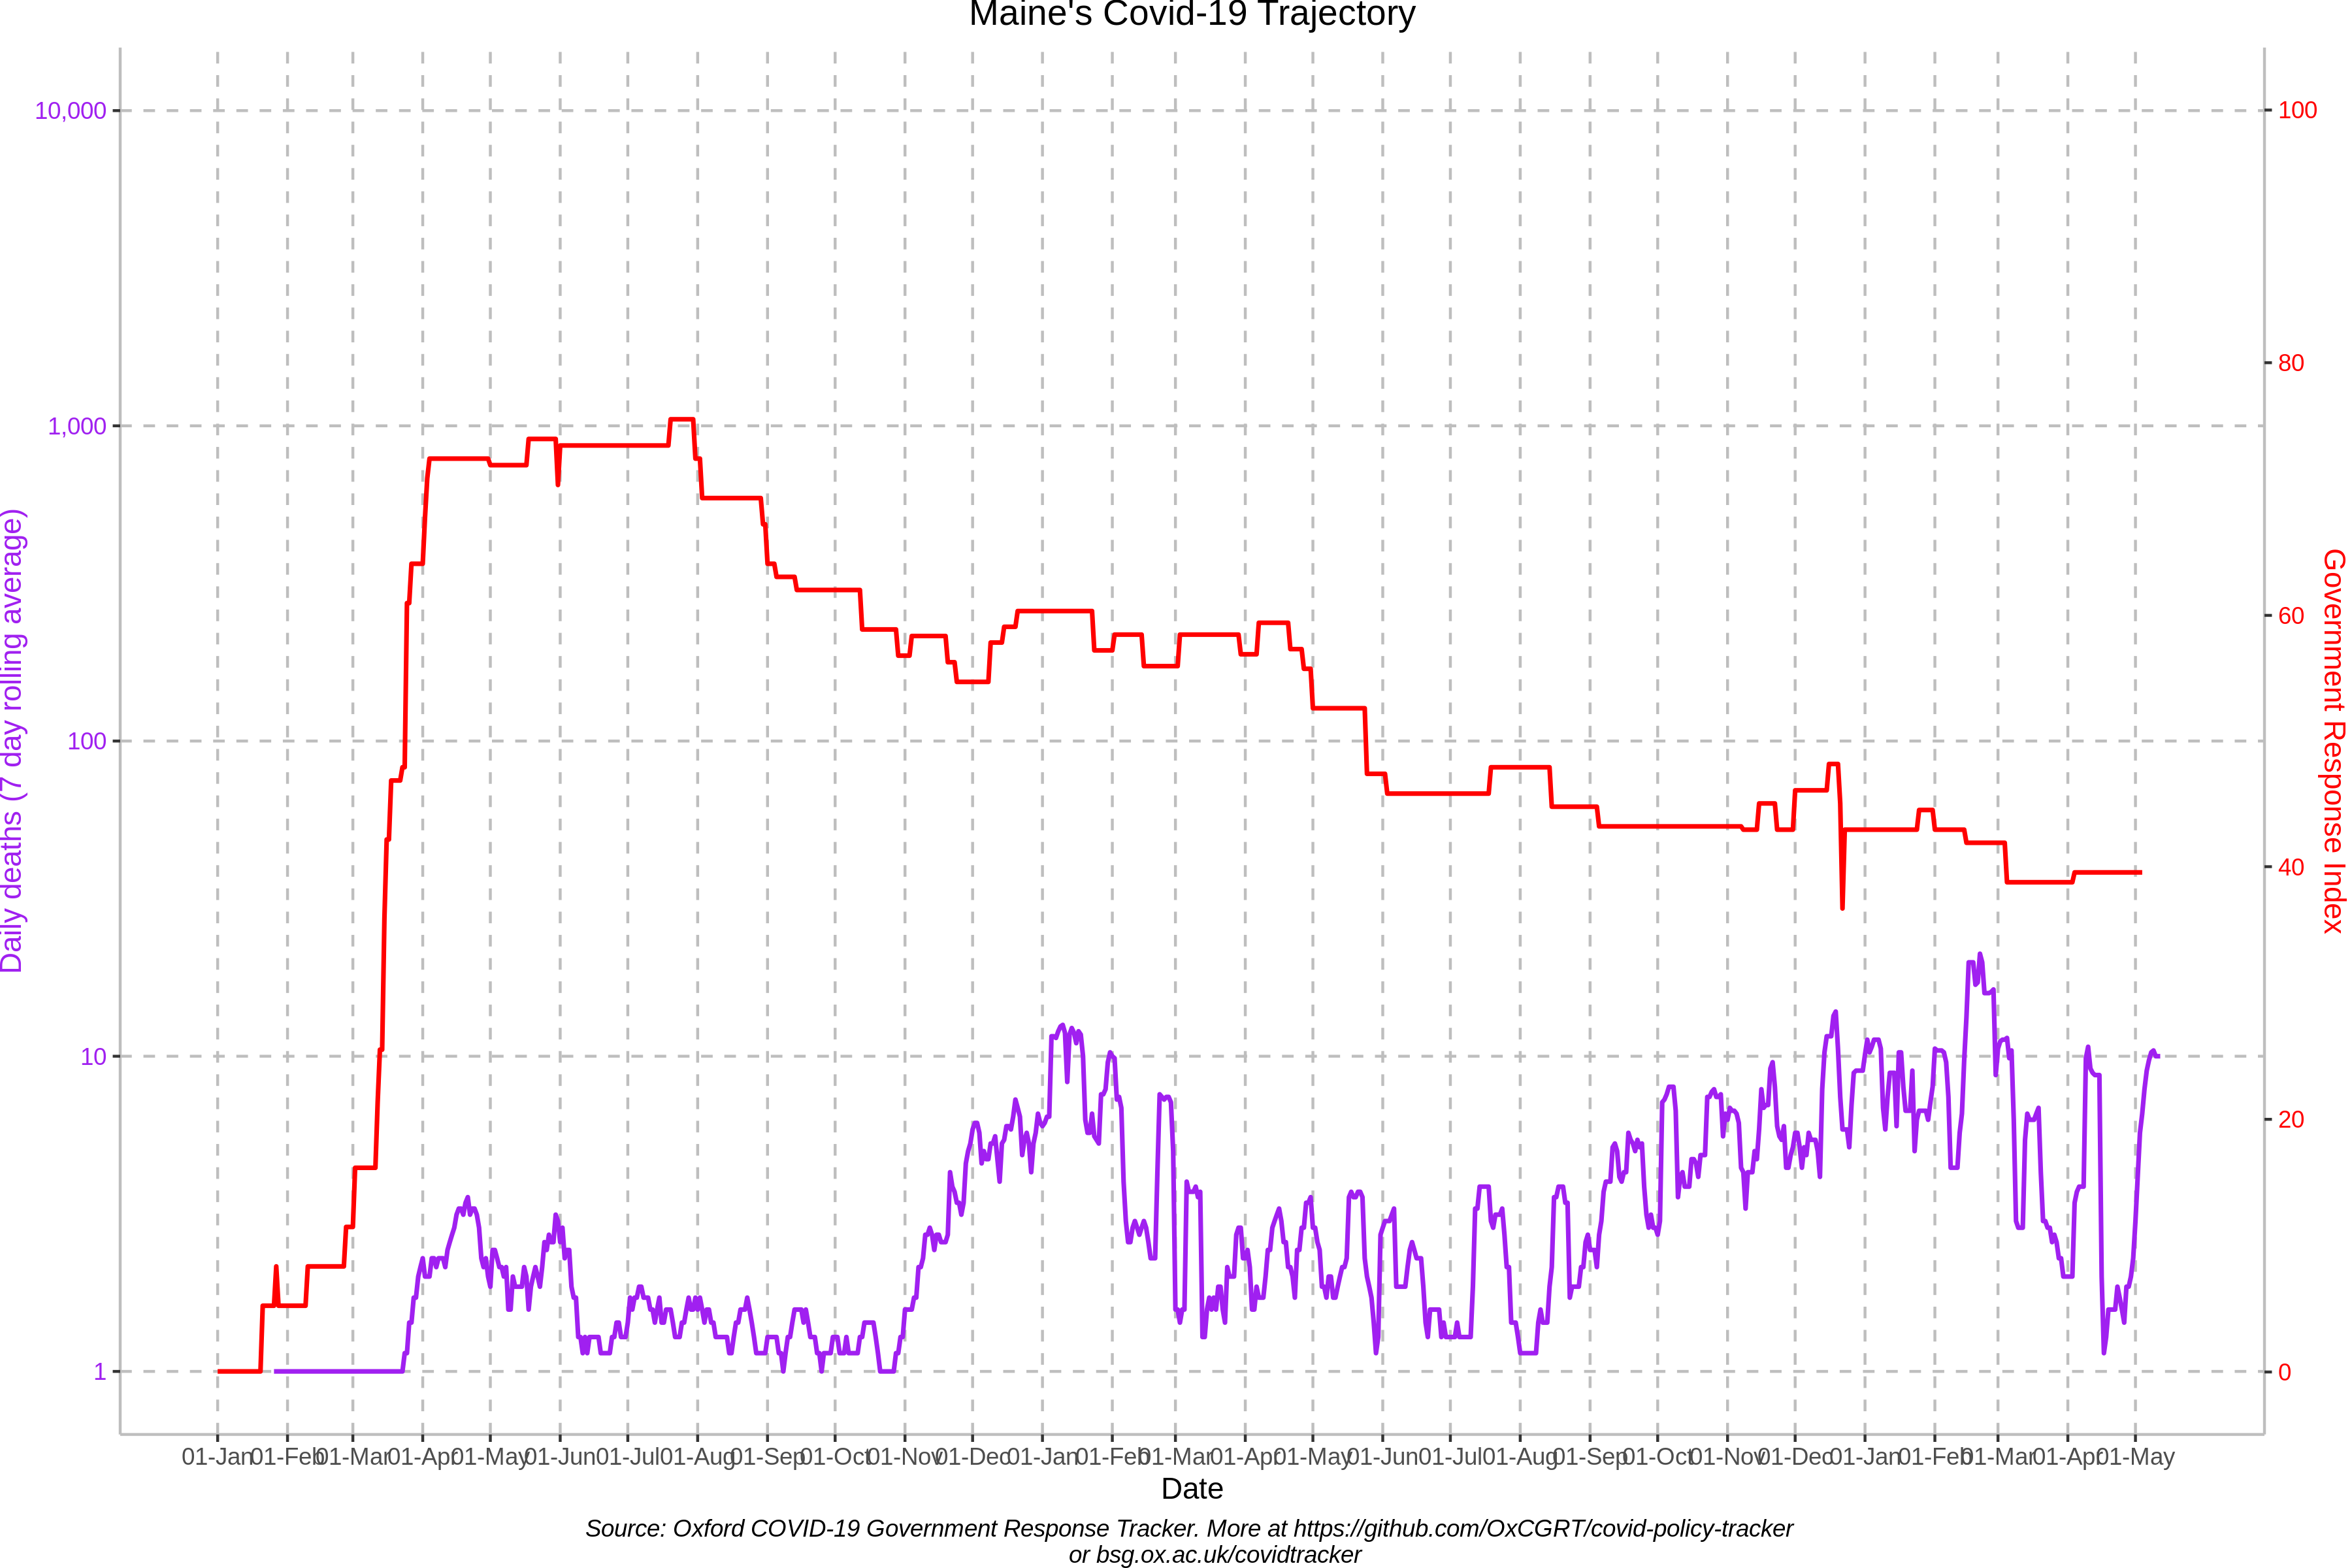 Maine's Covid-19 Trajectory
10,000
1,000
100
10
1
Daily deaths (7 day rolling average)
100
80
60
40
20
0
Government Response Index
01-Jan 01-Feb 01-Mar 01-Apr 01-May 01-Jun 01-Jul 01-Aug 01-Sep 01-Oct 01-Nov 01-Dec 01-Jan 01-Feb 01-Mar 01-Apr 01-May 01-Jun 01-Jul 01-Aug 01-Sep 01-Oct 01-Nov 01-Dec 01-Jan 01-Feb 01-Mar 01-Apr 01-May
Date
Source: Oxford COVID-19 Government Response Tracker. More at https://github.com/OxCGRT/covid-policy-tracker
or bsg.ox.ac.uk/covidtracker